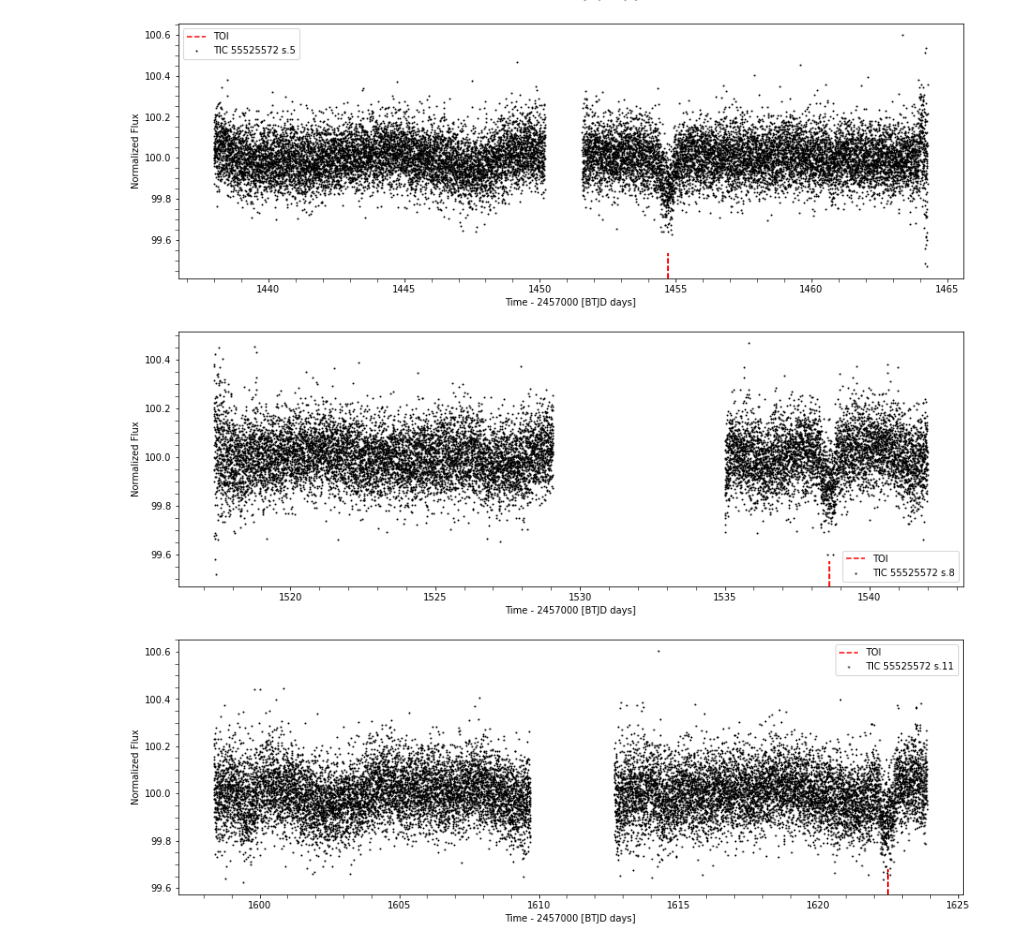 TOI
TIC 55525572 s.5
100.6
100.4
100.2
100.0
99.8
99.6
Normalized Flux
1440 1445 1450 1455 1460 1465
Time - 2457000 [BTJD days]
100.4
100.2
100.0
99.8
99.6
Normalized Flux
TOI
TIC 55525572 s.8
1520 1525 1530 1535 1540
Time - 2457000 [BTJD days]
TOI
TIC 55525572 s.11
100.6
100.4
100.2
100.0
99.8
99.6
Normalized Flux
1600 1605 1610 1615 1620 1625
Time - 2457000 [BTJD days]